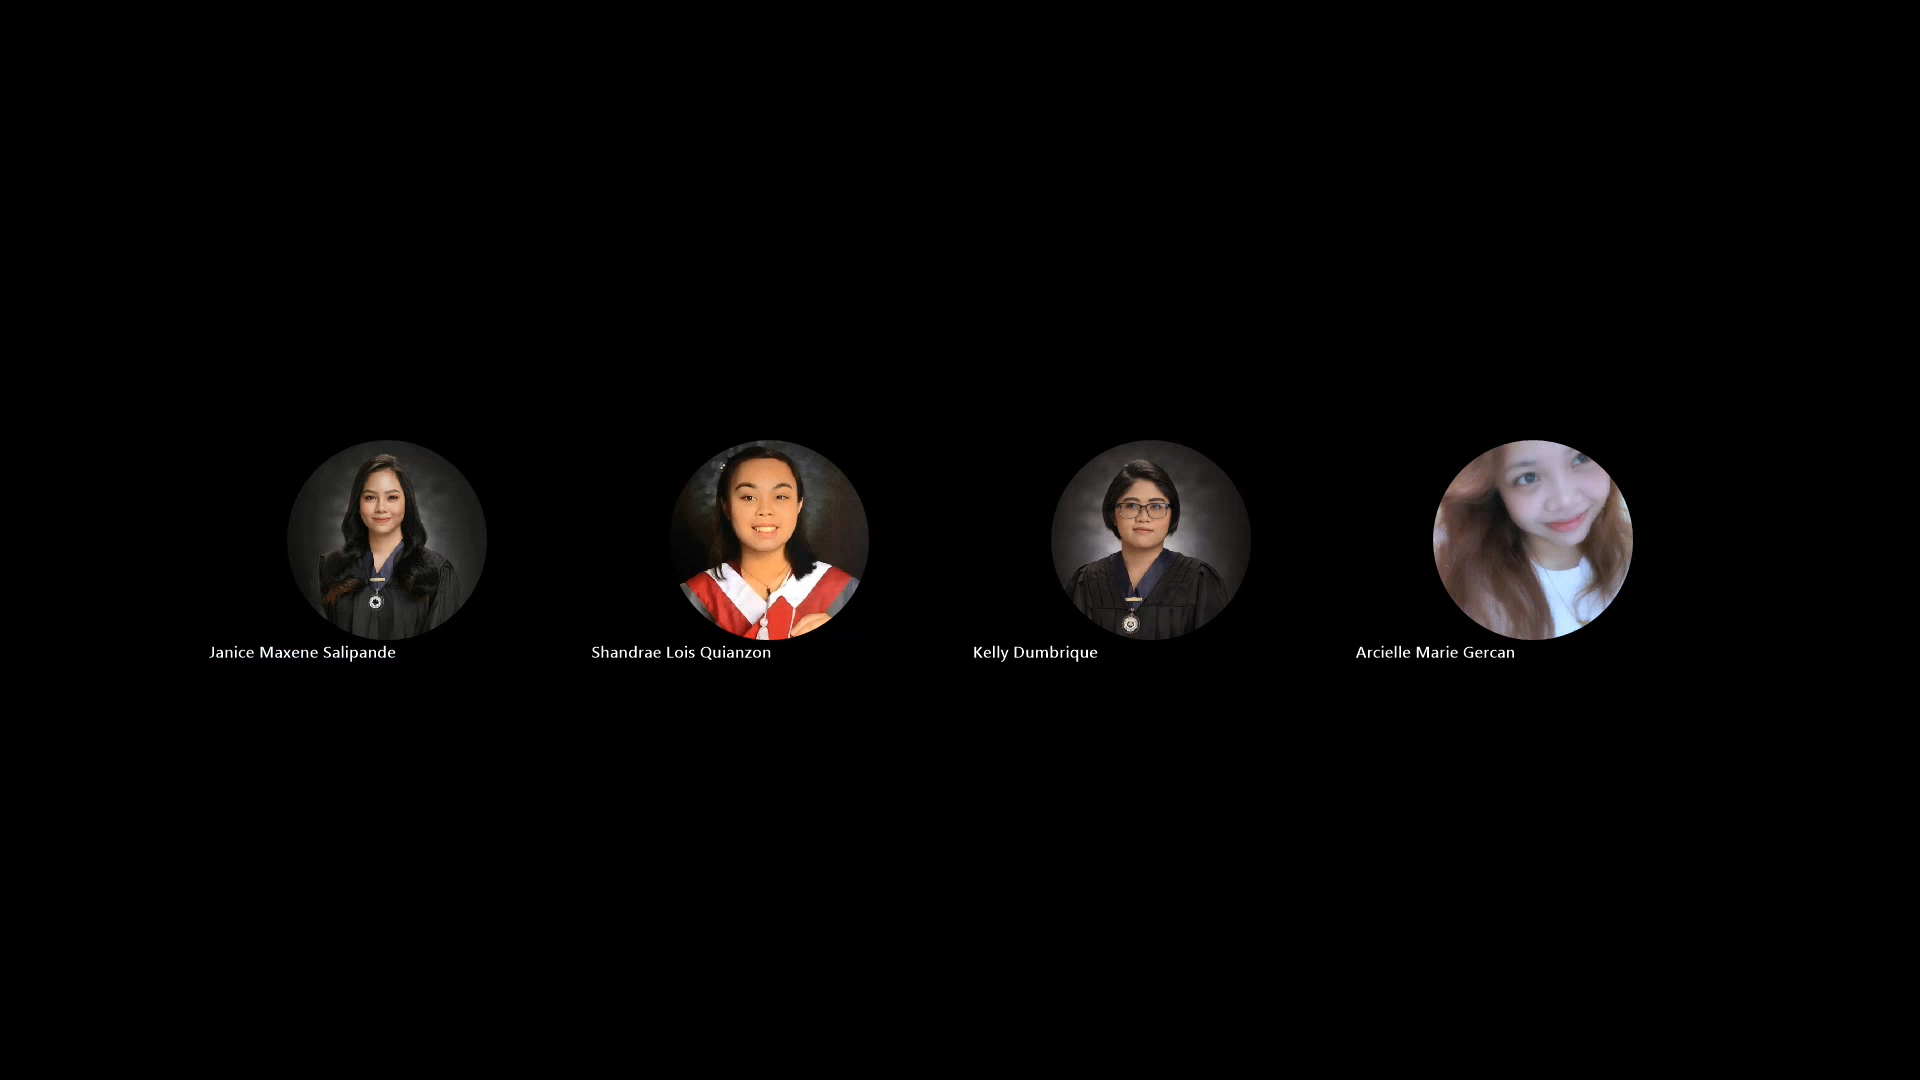 Janice Maxene Salipande
Shandrae Lois Quianzon
Kelly Dumbrique
Arcielle Marie Gercan